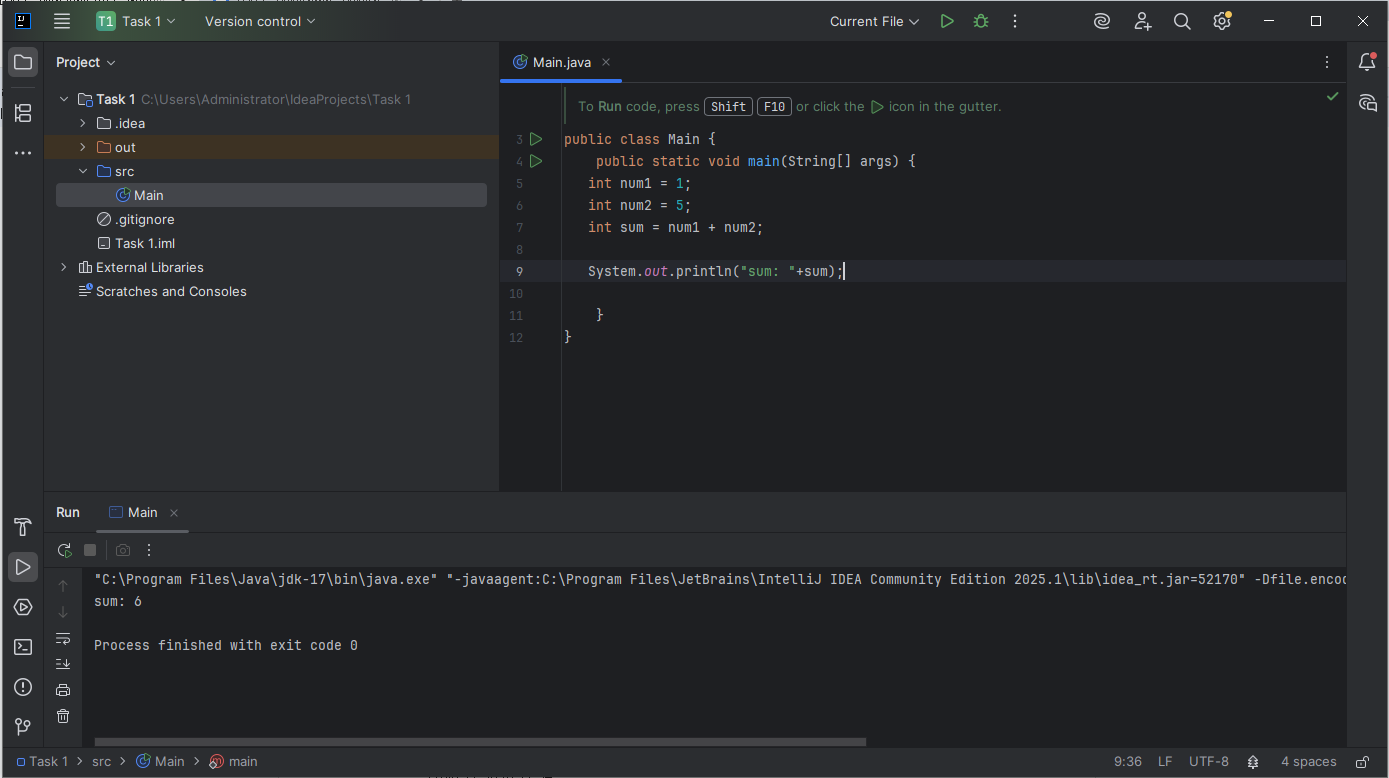 T1 Task 1 Version control Current File
Project
Main.java
Task 1 C:\Users\Administrator\IdeaProjects\Task 1
.idea
out
src
Main
.gitignore
Task 1.iml
External Libraries
Scratches and Consoles
To Run code, press Shift F10 or click the icon in the gutter.
3 public class Main {
4 public static void main(String[] args) {
5 int num1 = 1;
6 int num2 = 5;
7 int sum = num1 + num2;
8
9 System.out.println("sum: "+sum);
10
11 }
12 }
Run Main
"C:\Program Files\Java\jdk-17\bin\java.exe" "-javaagent:C:\Program Files\JetBrains\IntelliJ IDEA Community Edition 2025.1\lib\idea_rt.jar=52170" -Dfile.enco
sum: 6
Process finished with exit code 0
Task 1 > src > Main > main 9:36 LF UTF-8 4 spaces